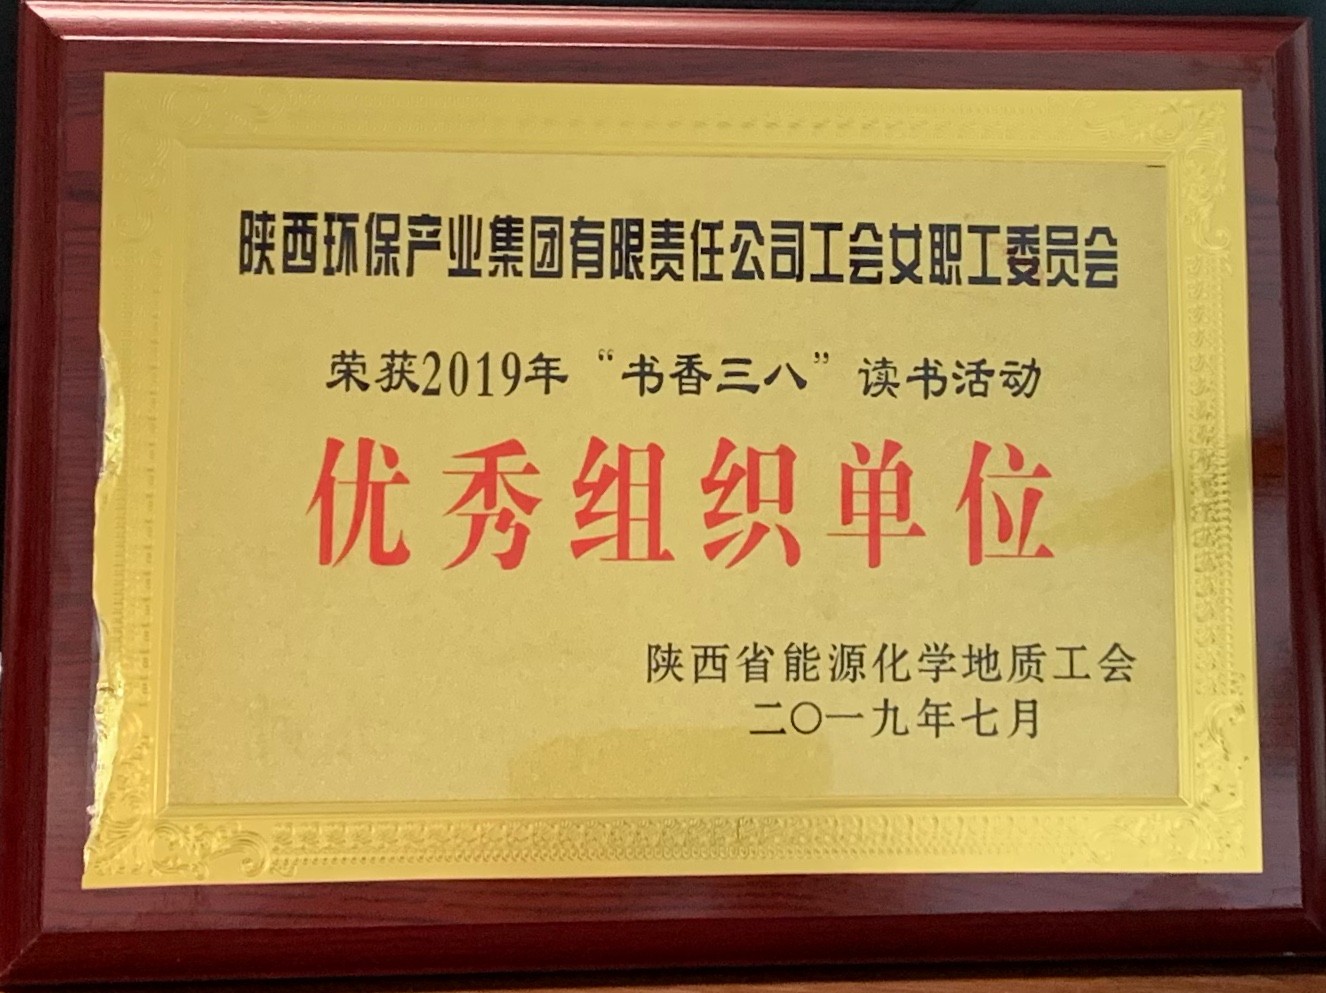 陕西环保产业集团有限责任公司工会女职工委员会
荣获2019年“书香三八”读书活动
优秀组织单位
陕西省能源化学地质工会
二〇一九年七月